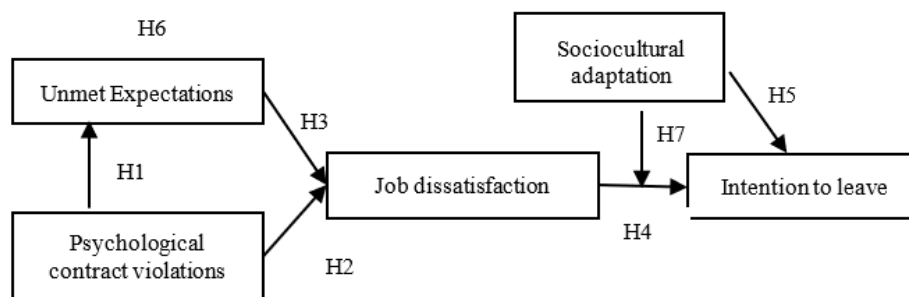 H6
Sociocultural
adaptation
Unmet Expectations
H5
H3
H7
H1
Job dissatisfaction
Intention to leave
Psychological
contract violations
H4
H2